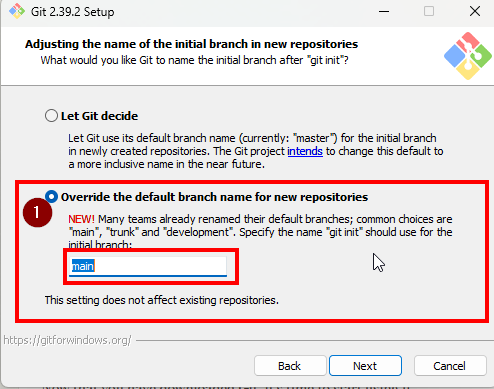 Git 2.39.2 Setup
Adjusting the name of the initial branch in new repositories
What would you like Git to name the initial branch after "git init"?
Let Git decide
Let Git use its default branch name (currently: "master") for the initial branch
in newly created repositories. The Git project intends to change this default to
a more inclusive name in the near future.
1
Override the default branch name for new repositories
NEW! Many teams already renamed their default branches; common choices are
"main", "trunk" and "development". Specify the name "git init" should use for the
initial branch:
main
This setting does not affect existing repositories.
https://gitforwindows.org/
Back
Next
Cancel